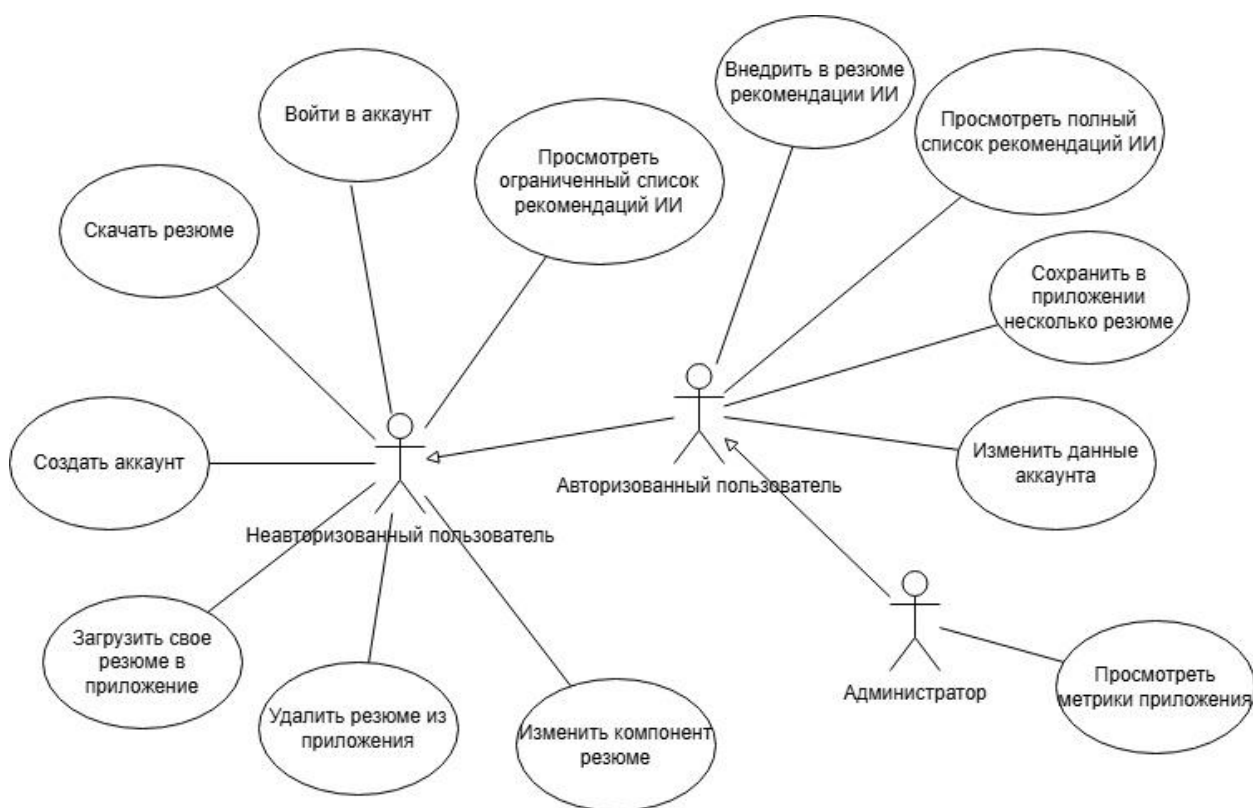 Войти в аккаунт
Внедрить в резюме
рекомендации ИИ
Просмотреть полный
список рекомендаций ИИ
Просмотреть
ограниченный список
рекомендаций ИИ
Скачать резюме
Сохранить в
приложении
несколько резюме
Создать аккаунт
Изменить данные
аккаунта
Авторизованный пользователь
Неавторизованный пользователь
Загрузить свое
резюме в
приложение
Удалить резюме из
приложения
Изменить компонент
резюме
Администратор
Просмотреть
метрики приложения